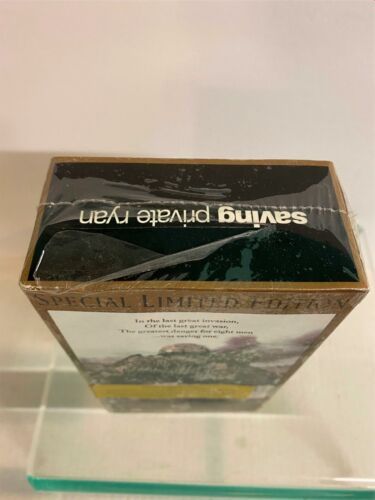 saving private ryan
SPECIAL LIMITED EDITION
In the last great invasion,
Of the last great war,
The greatest danger for eight men
—was saving one.